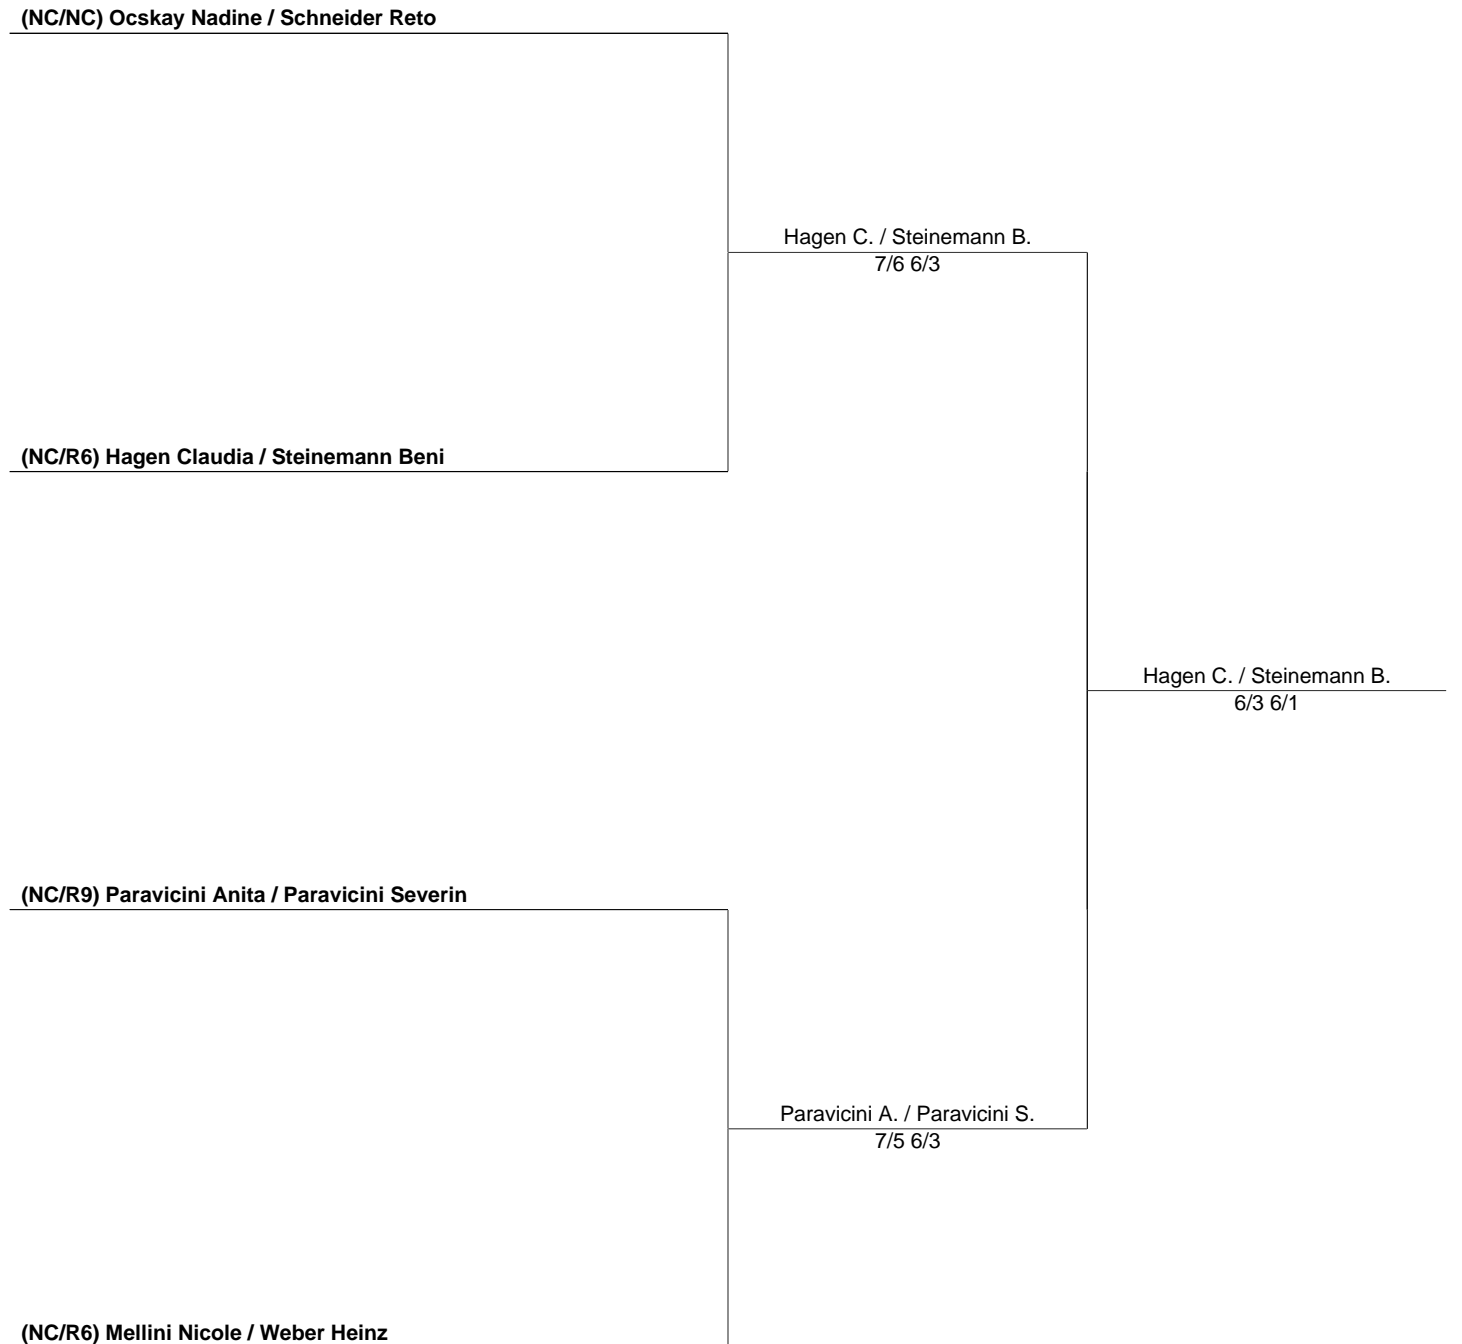 (NC/NC) Ocskay Nadine / Schneider Reto
Hagen C. / Steinemann B.
7/6 6/3
(NC/R6) Hagen Claudia / Steinemann Beni
Hagen C. / Steinemann B.
6/3 6/1
(NC/R9) Paravicini Anita / Paravicini Severin
Paravicini A. / Paravicini S.
7/5 6/3
(NC/R6) Mellini Nicole / Weber Heinz